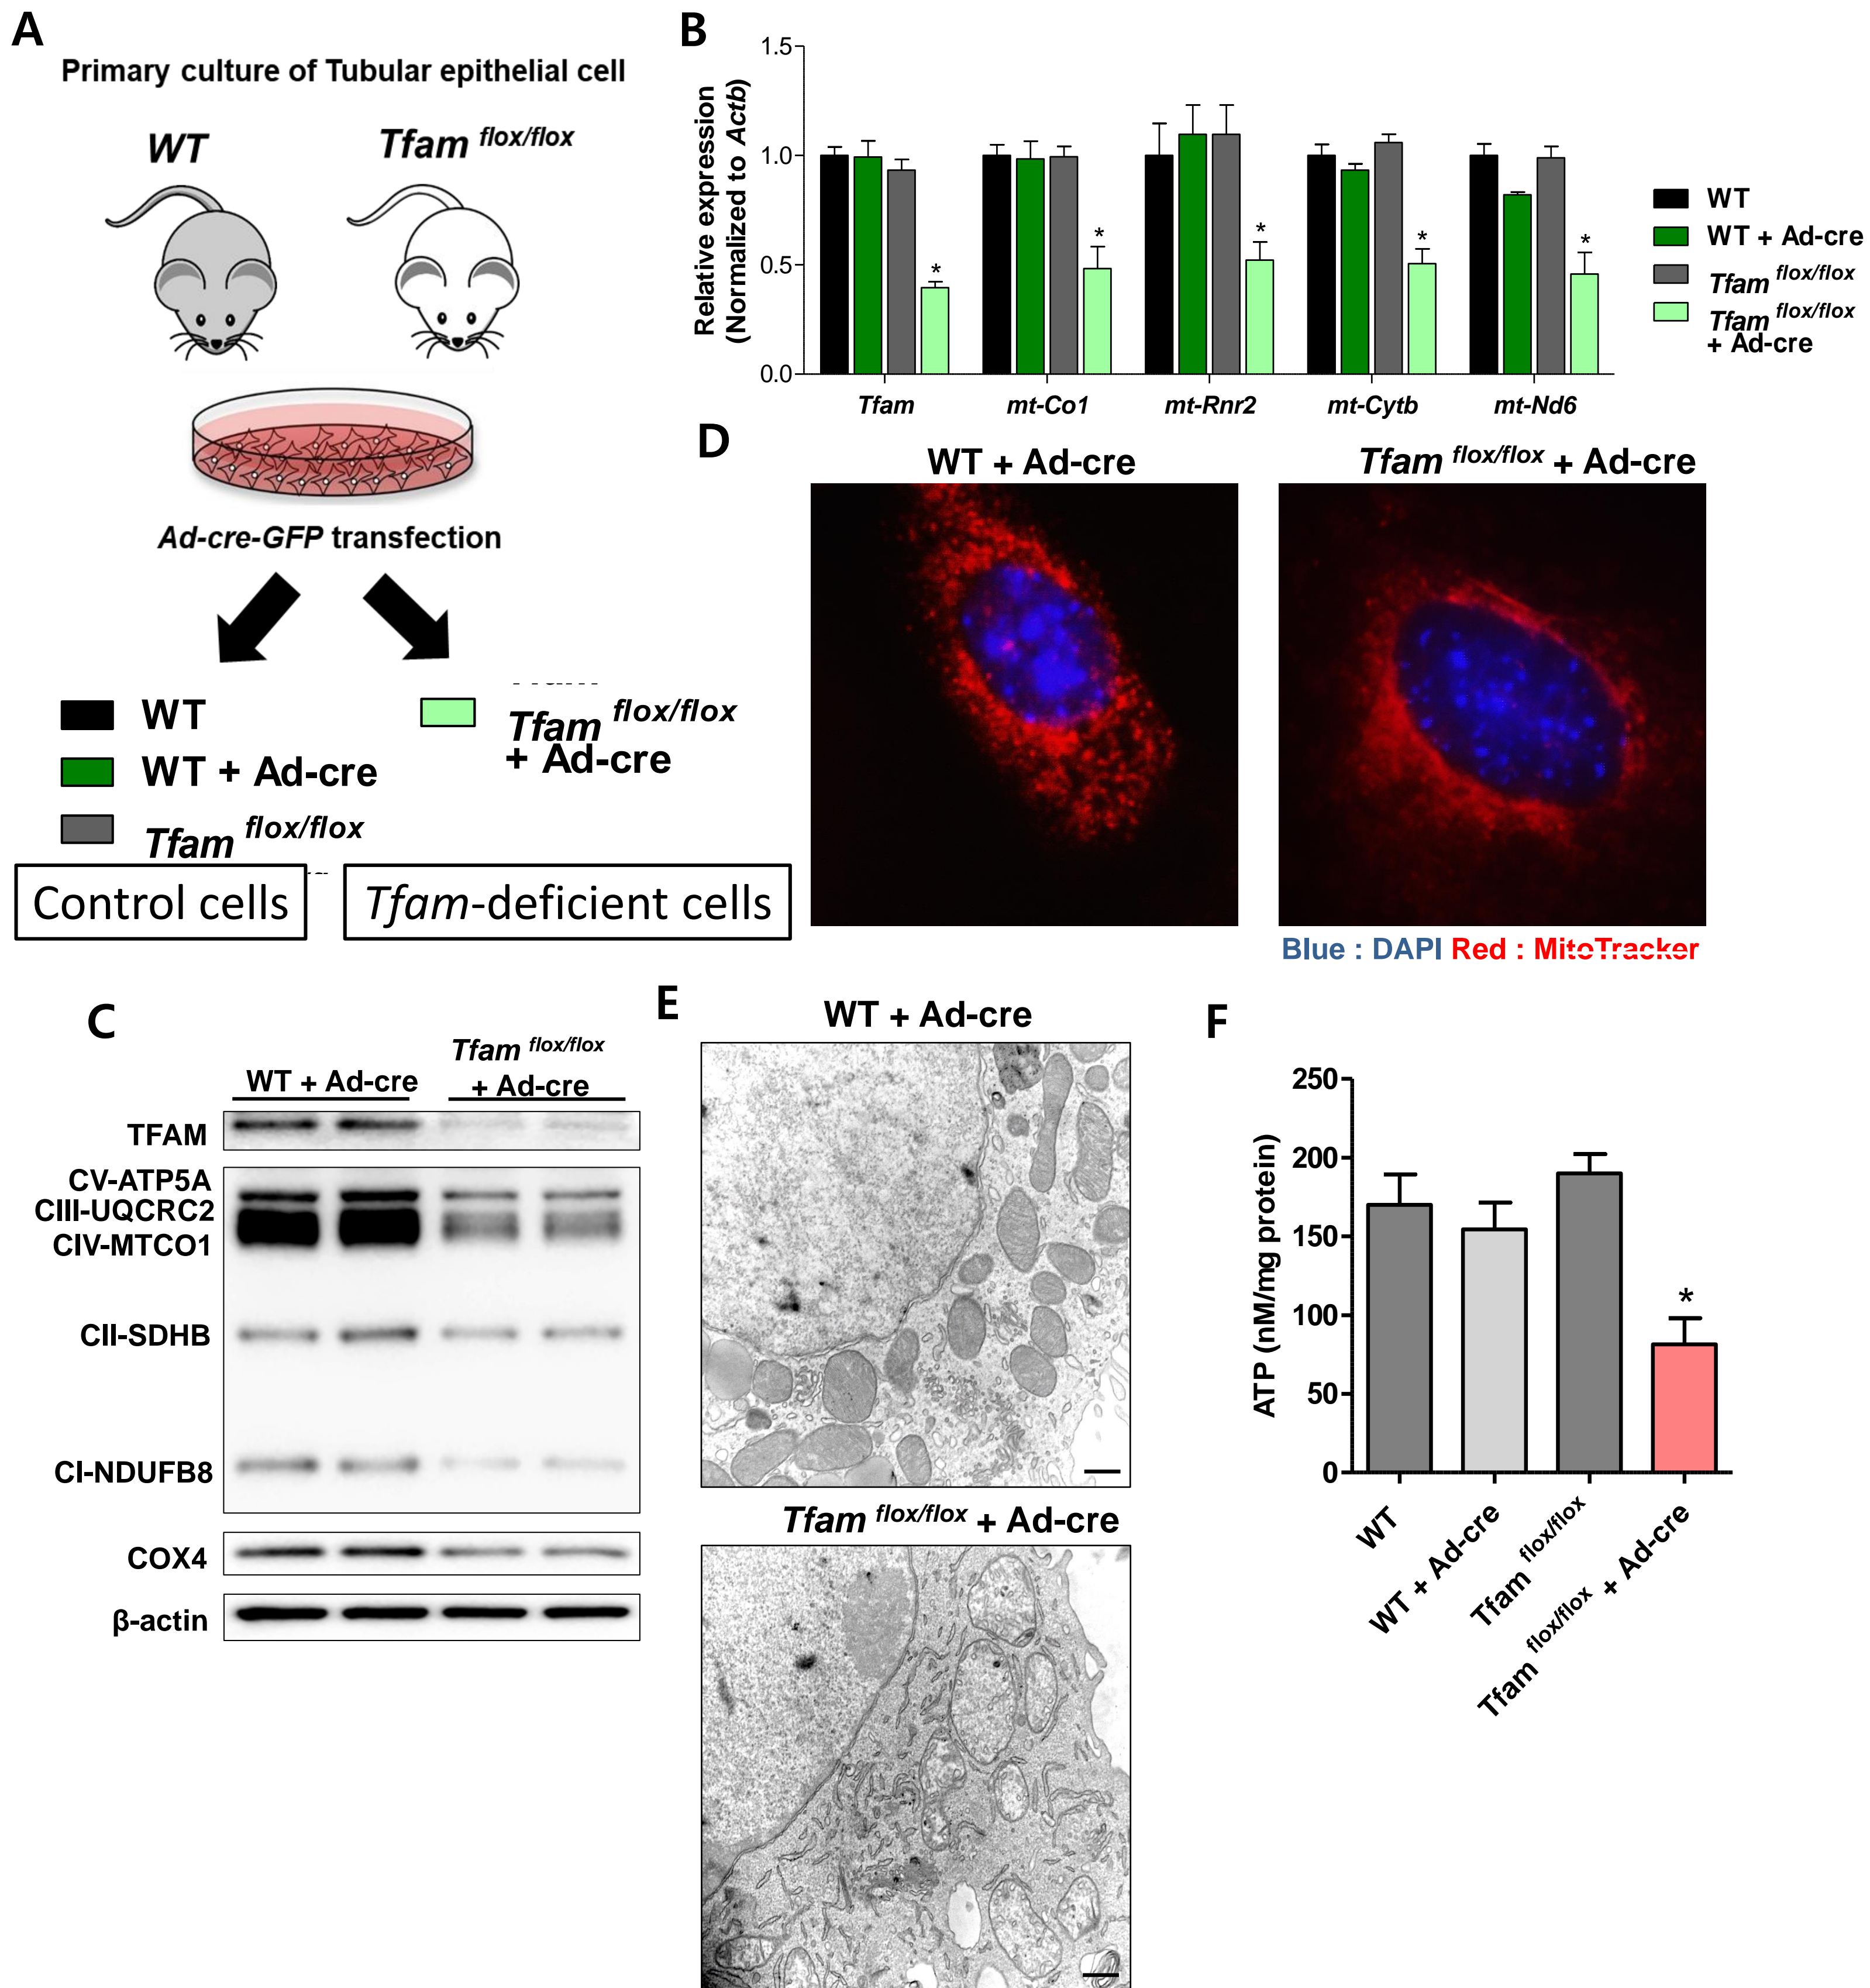 A
Primary culture of Tubular epithelial cell
WT
Tfam flox/flox
Ad-cre-GFP transfection
WT
WT + Ad-cre
Tfam flox/flox
Tfam flox/flox
+ Ad-cre
Control cells
Tfam-deficient cells
B
Relative expression
(Normalized to Actb)
1.5
1.0
0.5
0.0
* * * * *
Tfam mt-Co1 mt-Rnr2 mt-Cytb mt-Nd6
WT
WT + Ad-cre
Tfam flox/flox
Tfam flox/flox
+ Ad-cre
D
WT + Ad-cre
Tfam flox/flox + Ad-cre
Blue : DAPI Red : MitoTracker
C
WT + Ad-cre
Tfam flox/flox
+ Ad-cre
TFAM
CV-ATP5A
CIII-UQCRC2
CIV-MTCO1
CII-SDHB
CI-NDUFB8
COX4
β-actin
E
WT + Ad-cre
Tfam flox/flox + Ad-cre
F
ATP (nM/mg protein)
250
200
150
100
50
0
*
WT
WT + Ad-cre
Tfam flox/flox
Tfam flox/flox + Ad-cre